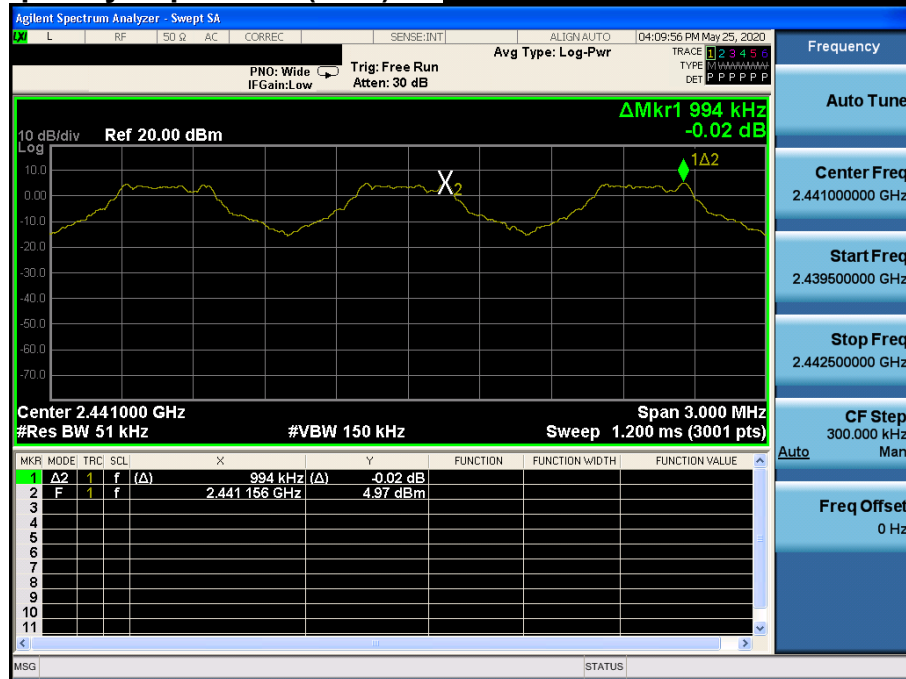 Agilent Spectrum Analyzer - Swept SA
LXI L RF 50 Ω AC CORREC SENSE:INT ALIGN AUTO 04:09:56 PM May 25, 2020
Frequency
Avg Type: Log-Pwr
TRACE 1 2 3 4 5 6
PNO: Wide Trig: Free Run
TYPE M WWWWW
IFGain:Low Atten: 30 dB
DET P P P P P P
Auto Tune
ΔMkr1 994 kHz
-0.02 dB
10 dB/div Ref 20.00 dBm
Log
1Δ2
10.0
0.00
-10.0
-20.0
-30.0
-40.0
-50.0
-60.0
-70.0
2
Center Freq
2.441000000 GHz
Start Freq
2.439500000 GHz
Stop Freq
2.442500000 GHz
Center 2.441000 GHz Span 3.000 MHz
#Res BW 51 kHz #VBW 150 kHz Sweep 1.200 ms (3001 pts)
CF Step
300.000 kHz
Auto Man
MKR MODE TRC SCL X Y FUNCTION FUNCTION WIDTH FUNCTION VALUE
1 Δ2 1 f (Δ) 994 kHz (Δ) -0.02 dB
2 F 1 f 2.441 156 GHz 4.97 dBm
3
4
5
6
7
8
9
10
11
Freq Offset
0 Hz
MSG STATUS